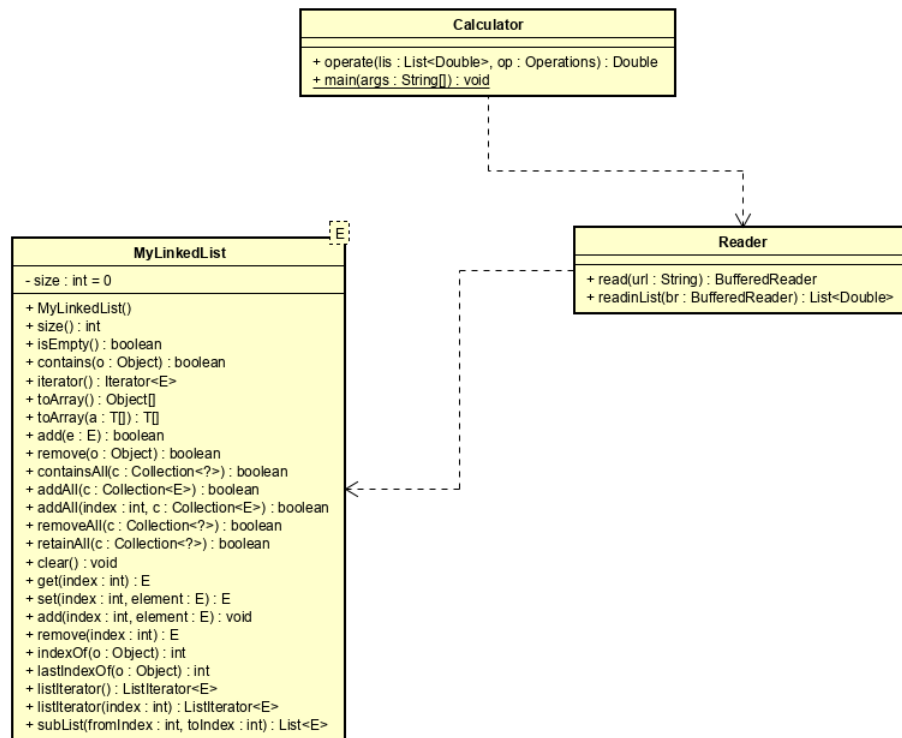 Calculator
+ operate(lis : List<Double>, op : Operations) : Double
+ main(args : String[]) : void
E
MyLinkedList
- size : int = 0
+ MyLinkedList()
+ size() : int
+ isEmpty() : boolean
+ contains(o : Object) : boolean
+ iterator() : Iterator<E>
+ toArray() : Object[]
+ toArray(a : T[]) : T[]
+ add(e : E) : boolean
+ remove(o : Object) : boolean
+ containsAll(c : Collection<?>) : boolean
+ addAll(c : Collection<E>) : boolean
+ addAll(index : int, c : Collection<E>) : boolean
+ removeAll(c : Collection<?>) : boolean
+ retainAll(c : Collection<?>) : boolean
+ clear() : void
+ get(index : int) : E
+ set(index : int, element : E) : E
+ add(index : int, element : E) : void
+ remove(index : int) : E
+ indexOf(o : Object) : int
+ lastIndexOf(o : Object) : int
+ listIterator() : ListIterator<E>
+ listIterator(index : int) : ListIterator<E>
+ subList(fromIndex : int, toIndex : int) : List<E>
Reader
+ read(url : String) : BufferedReader
+ readinList(br : BufferedReader) : List<Double>